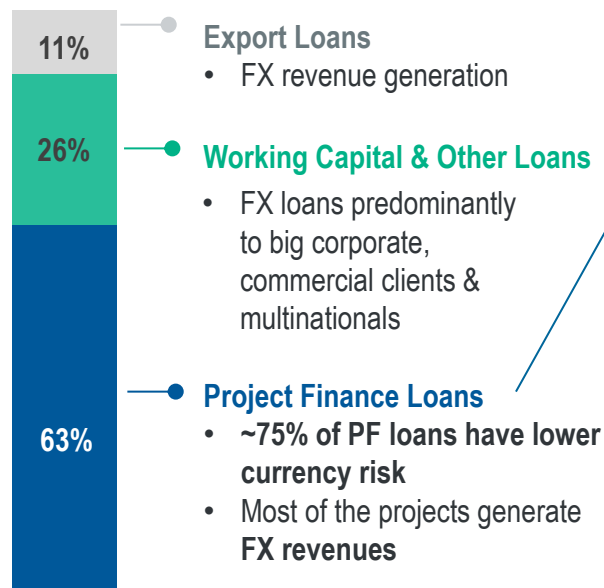 11%
Export Loans
• FX revenue generation
26%
Working Capital & Other Loans
• FX loans predominantly
to big corporate,
commercial clients &
multinationals
63%
Project Finance Loans
• ~75% of PF loans have lower
currency risk
• Most of the projects generate
FX revenues